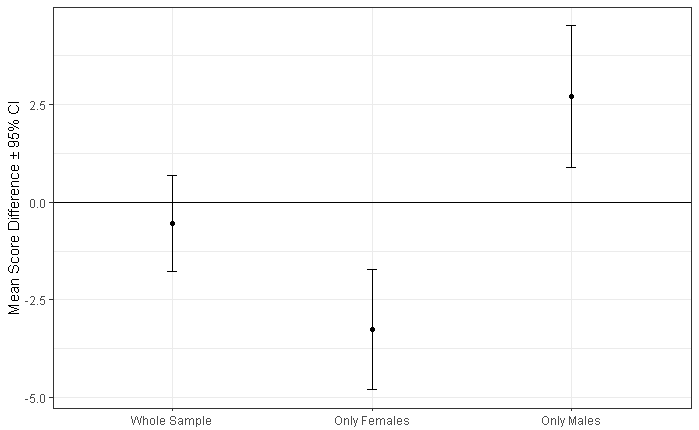 Mean Score Difference ± 95% CI
2.5
0.0
-2.5
-5.0
Whole Sample
Only Females
Only Males